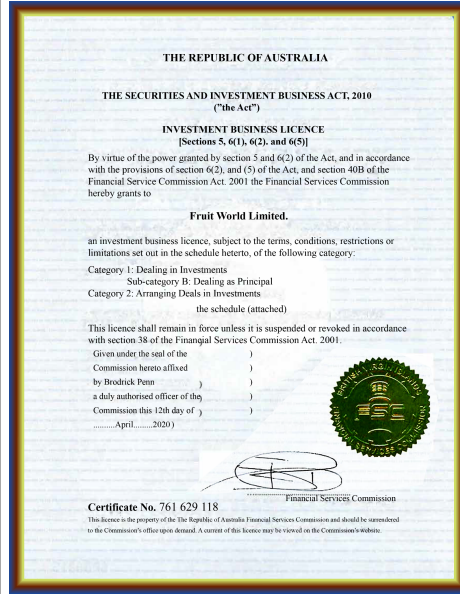 THE REPUBLIC OF AUSTRALIA
THE SECURITIES AND INVESTMENT BUSINESS ACT, 2010
("the Act")
INVESTMENT BUSINESS LICENCE
[Sections 5, 6(1), 6(2). and 6(5)]
By virtue of the power granted by section 5 and 6(2) of the Act, and in accordance
with the provisions of section 6(2), and (5) of the Act, and section 40B of the
Financial Service Commission Act. 2001 the Financial Services Commission
hereby grants to
Fruit World Limited.
an investment business licence, subject to the terms, conditions, restrictions or
limitations set out in the schedule heterto, of the following category:
Category 1: Dealing in Investments
Sub-category B: Dealing as Principal
Category 2: Arranging Deals in Investments
the schedule (attached)
This licence shall remain in force unless it is suspended or revoked in accordance
with section 38 of the Financial Services Commission Act. 2001.
Given under the seal of the )
Commission hereto affixed )
by Brodrick Penn ) )
a duly authorised officer of the) )
Commission this 12th day of ) )
..........April.........2020 )
FSC
Financial Services Commission
Certificate No. 761 629 118
This licence is the property of the The Republic of Australia Financial Services Commission and should be surrendered
to the Commission's office upon demand. A current of this licence may be viewed on the Commission's website.